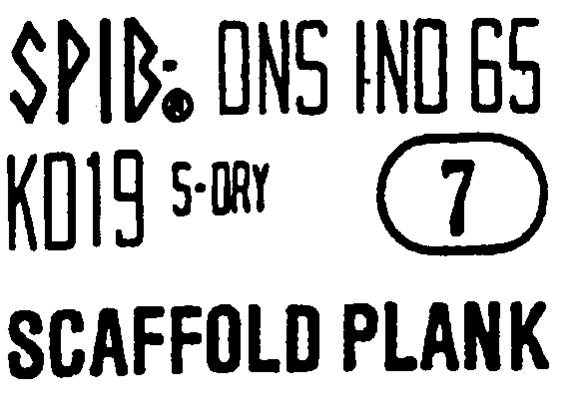 SPIB® DNS IND 65
KD19 S-DRY 7
SCAFFOLD PLANK